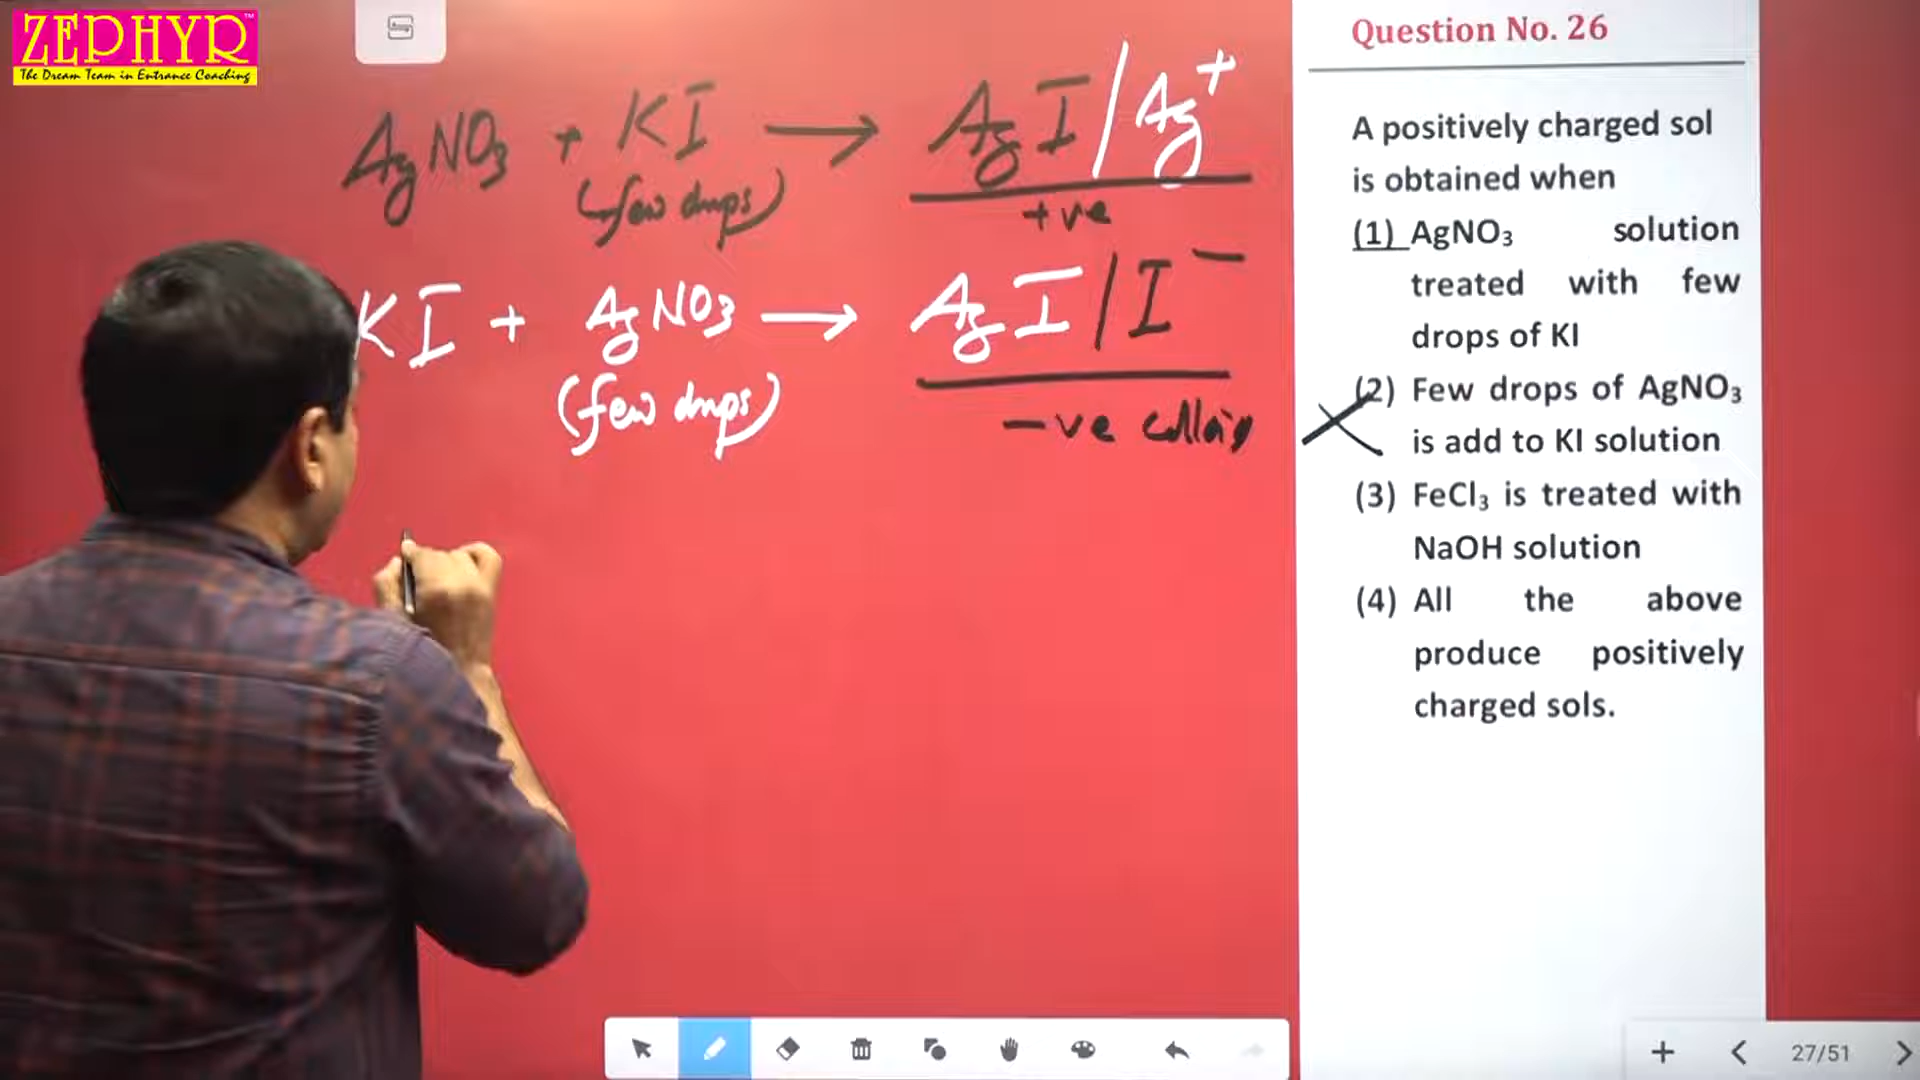 ZEPHYR™
The Dream Team in Entrance Coaching
AgNO₃ + KI → AgI / Ag⁺
(few drops)
+ve
KI + AgNO₃ → AgI / I⁻
(few drops)
-ve
Question No. 26
A positively charged sol
is obtained when
(1) AgNO₃ solution
treated with few
drops of KI
(2) Few drops of AgNO₃
is add to KI solution
(3) FeCl₃ is treated with
NaOH solution
(4) All the above
produce positively
charged sols.
27/51